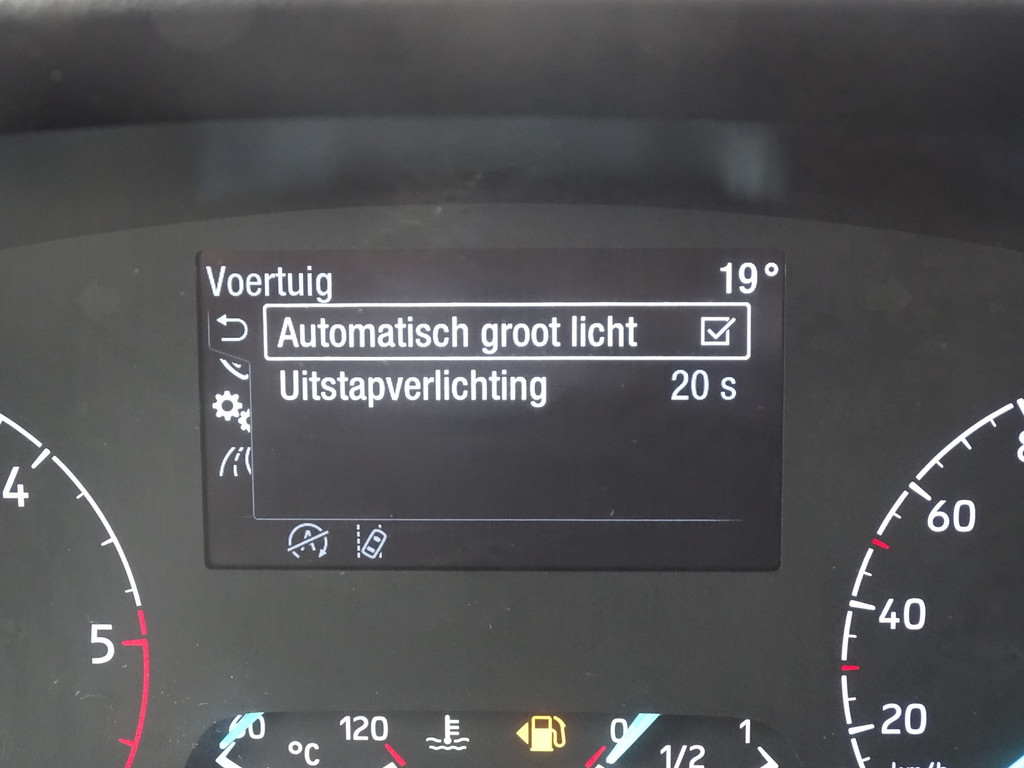 Voertuig 19°
Automatisch groot licht
Uitstapverlichting 20 s
4
5
60
40
20
120
°C
0
1/2
1